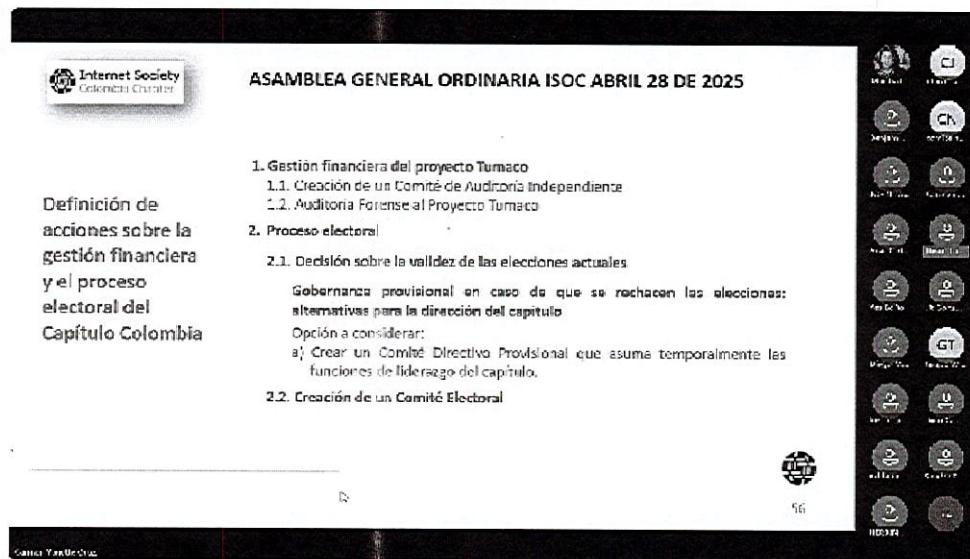 Internet Society
Colombia Chapter
ASAMBLEA GENERAL ORDINARIA ISOC ABRIL 28 DE 2025
Definición de
acciones sobre la
gestión financiera
y el proceso
electoral del
Capítulo Colombia
1. Gestión financiera del proyecto Tumaco
1.1. Creación de un Comité de Auditoría Independiente
1.2. Auditoria Forense al Proyecto Tumaco
2. Proceso electoral
2.1. Decisión sobre la validez de las elecciones actuales
Gobernanza provisional en caso de que se rechacen las elecciones:
alternativas para la dirección del capítulo
Opción a considerar:
a) Crear un Comité Directivo Provisional que asuma temporalmente las
funciones de liderazgo del capítulo.
2.2. Creación de un Comité Electoral
56
CJ
CN
GT